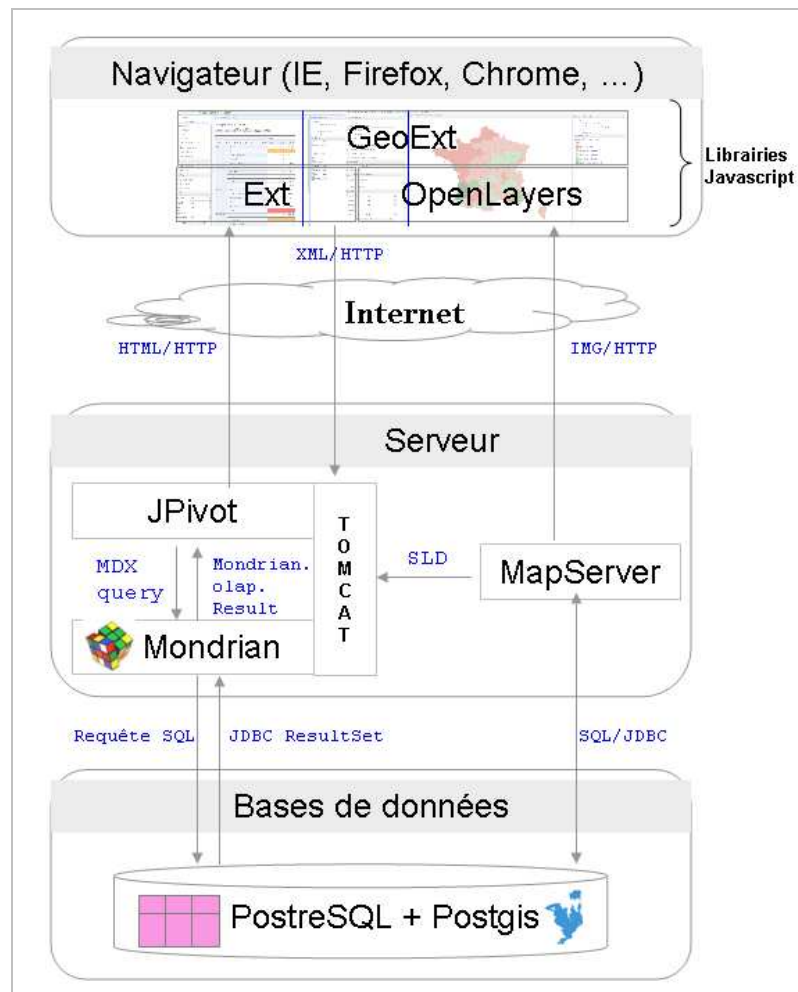 Navigateur (IE, Firefox, Chrome, …)
GeoExt
Ext
OpenLayers
Librairies
Javascript
XML/HTTP
Internet
HTML/HTTP
IMG/HTTP
Serveur
JPivot
TOMCAT
MDX
query
Mondrian.
olap.
Result
SLD
MapServer
Mondrian
Requête SQL
JDBC ResultSet
SQL/JDBC
Bases de données
PostreSQL + Postgis